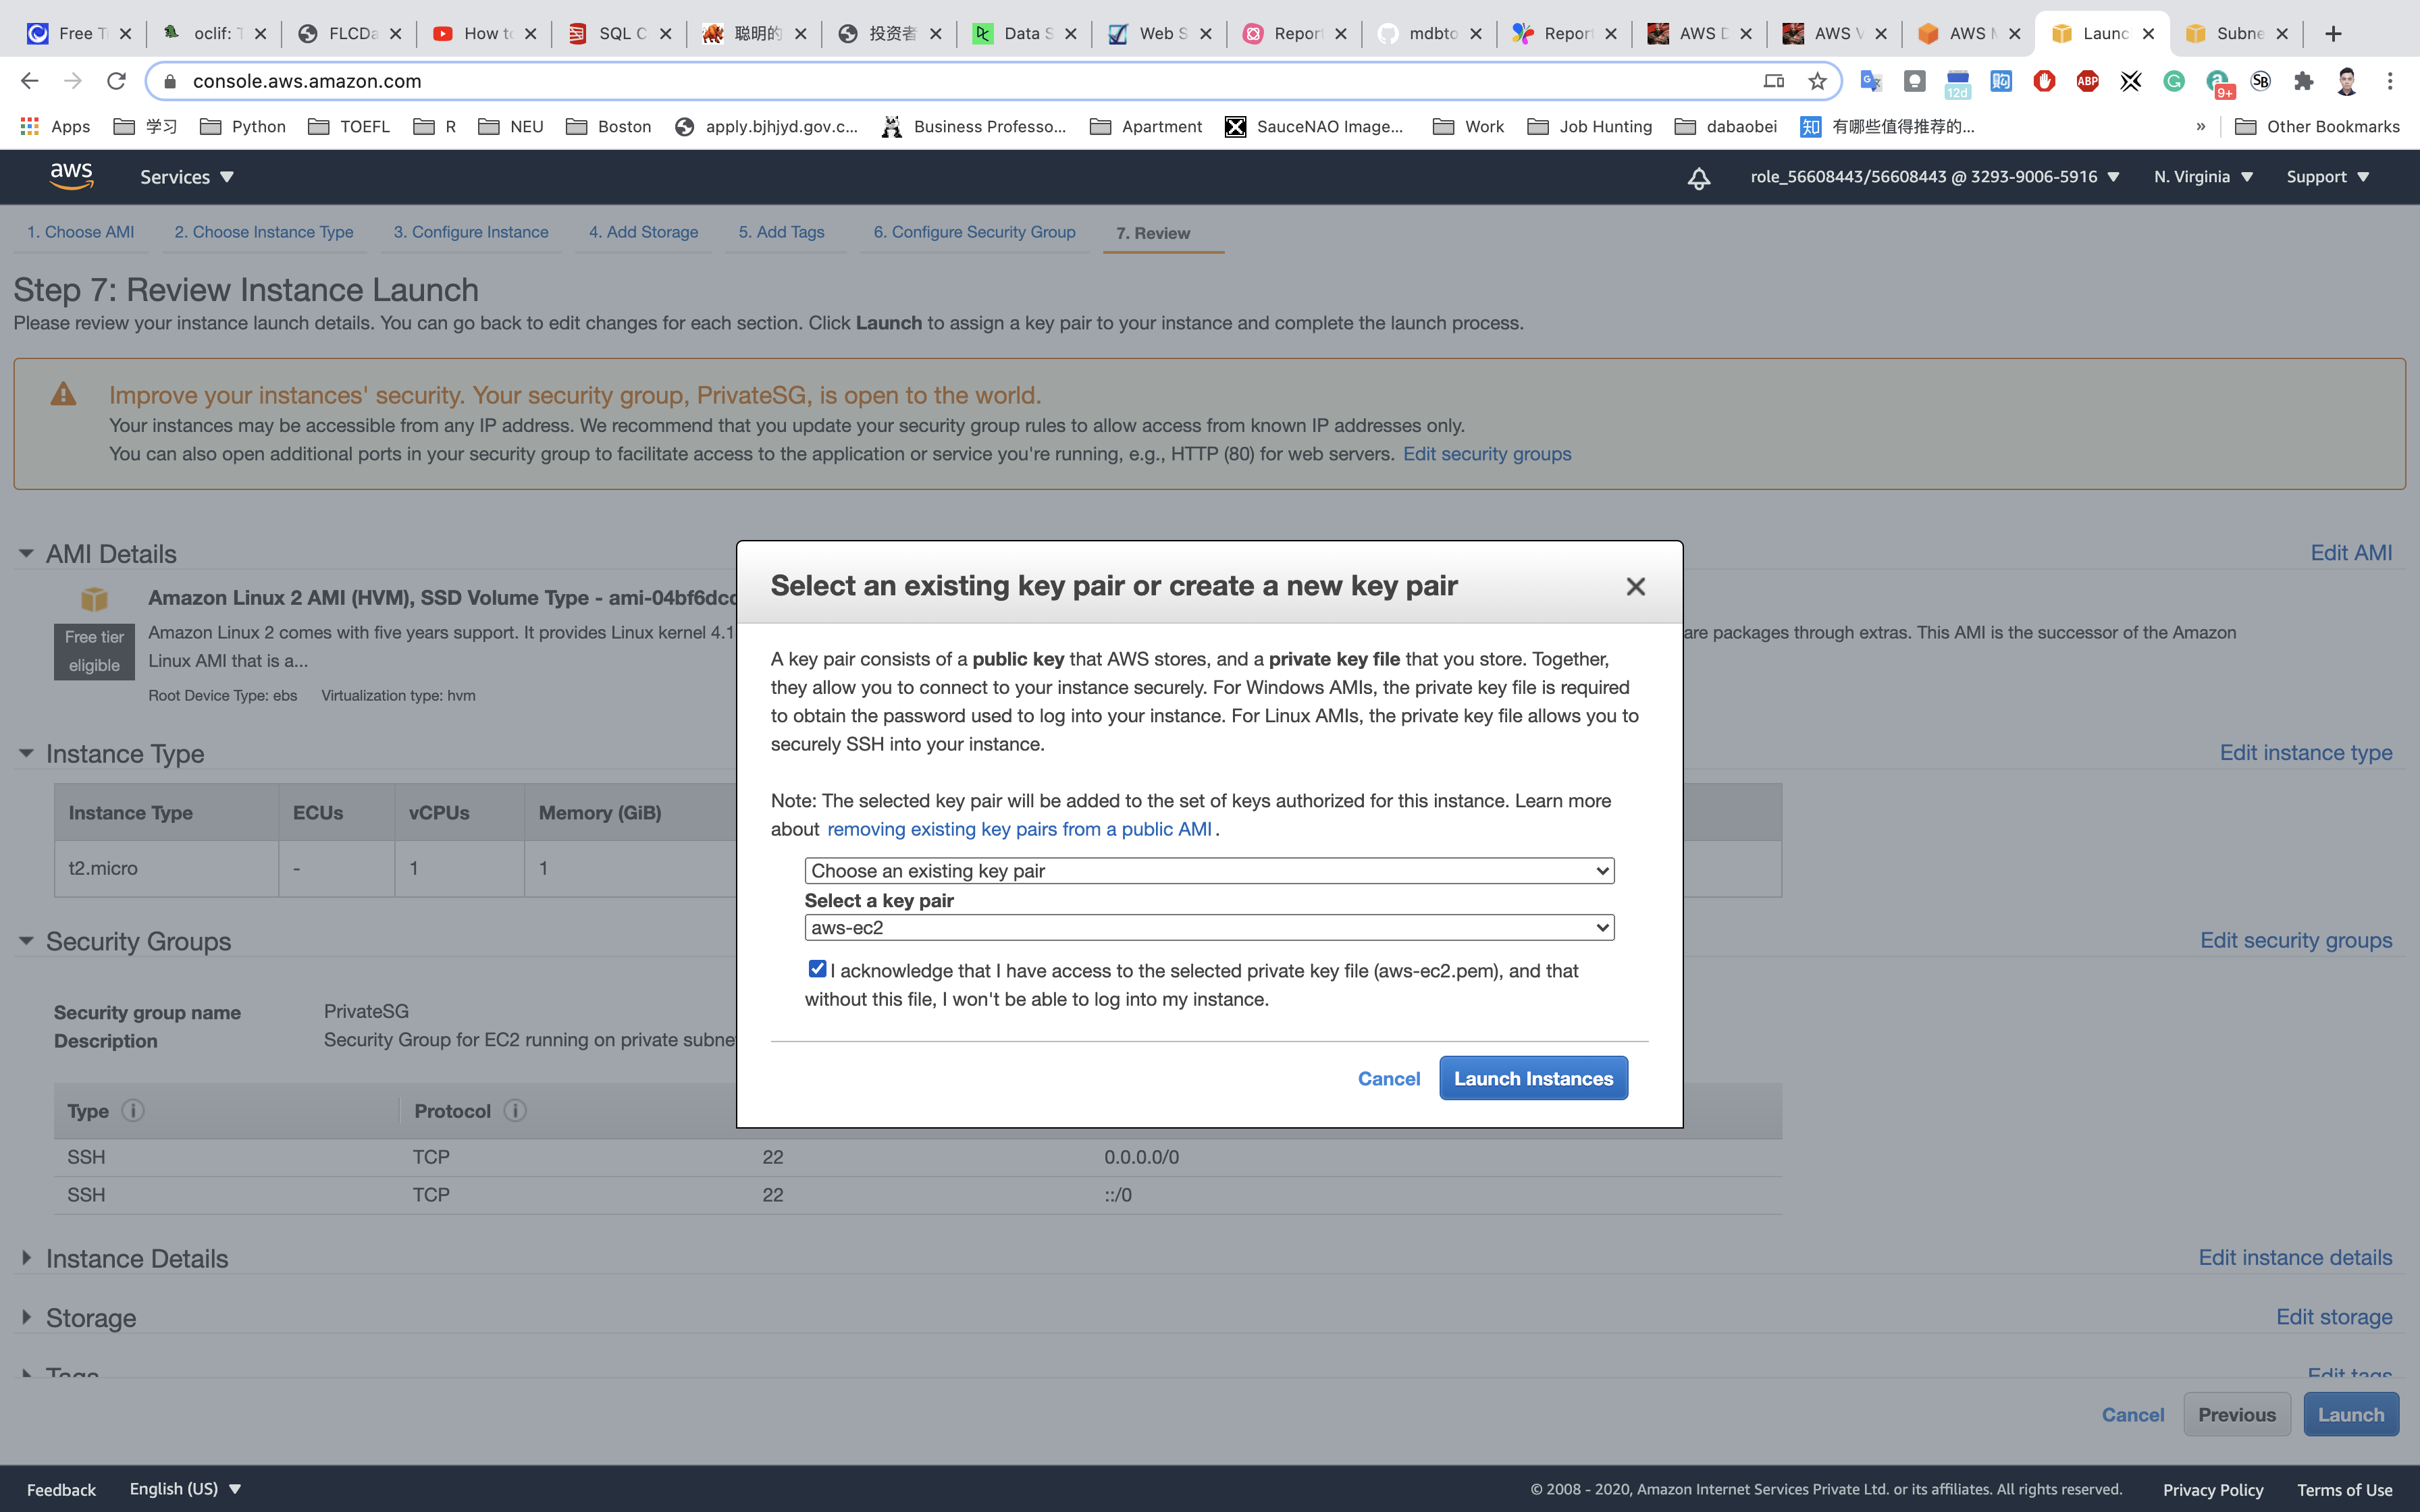 Free T
oclif: T
FLCDa
How to
SQL C
聪明的
投资者
Data S
Web S
Report
mdbto
Report
AWS D
AWS V
AWS M
Launc
Subne
console.aws.amazon.com
12d
ABP
9+
Apps
学习
Python
TOEFL
R
NEU
Boston
apply.bjhjyd.gov.c...
Business Professo...
Apartment
SauceNAO Image...
Work
Job Hunting
dabaobei
知 有哪些值得推荐的...
»
Other Bookmarks
aws
Services
role_56608443/56608443 @ 3293-9006-5916
N. Virginia
Support
1. Choose AMI
2. Choose Instance Type
3. Configure Instance
4. Add Storage
5. Add Tags
6. Configure Security Group
7. Review
Step 7: Review Instance Launch
Please review your instance launch details. You can go back to edit changes for each section. Click Launch to assign a key pair to your instance and complete the launch process.
Improve your instances' security. Your security group, PrivateSG, is open to the world.
Your instances may be accessible from any IP address. We recommend that you update your security group rules to allow access from known IP addresses only.
You can also open additional ports in your security group to facilitate access to the application or service you're running, e.g., HTTP (80) for web servers. Edit security groups
AMI Details
Edit AMI
Amazon Linux 2 AMI (HVM), SSD Volume Type - ami-04bf6dcc
Free tier
eligible
Amazon Linux 2 comes with five years support. It provides Linux kernel 4.1
are packages through extras. This AMI is the successor of the Amazon
Linux AMI that is a...
Root Device Type: ebs Virtualization type: hvm
Instance Type
Edit instance type
Instance Type ECUs vCPUs Memory (GiB)
t2.micro - 1 1
Security Groups
Edit security groups
Security group name PrivateSG
Description Security Group for EC2 running on private subne
Type Protocol
SSH TCP 22 0.0.0.0/0
SSH TCP 22 ::/0
Instance Details
Edit instance details
Storage
Edit storage
Tags
Edit tags
Select an existing key pair or create a new key pair
A key pair consists of a public key that AWS stores, and a private key file that you store. Together,
they allow you to connect to your instance securely. For Windows AMIs, the private key file is required
to obtain the password used to log into your instance. For Linux AMIs, the private key file allows you to
securely SSH into your instance.
Note: The selected key pair will be added to the set of keys authorized for this instance. Learn more
about removing existing key pairs from a public AMI .
Choose an existing key pair
Select a key pair
aws-ec2
I acknowledge that I have access to the selected private key file (aws-ec2.pem), and that
without this file, I won't be able to log into my instance.
Cancel
Launch Instances
Cancel
Previous
Launch
Feedback
English (US)
© 2008 - 2020, Amazon Internet Services Private Ltd. or its affiliates. All rights reserved.
Privacy Policy
Terms of Use